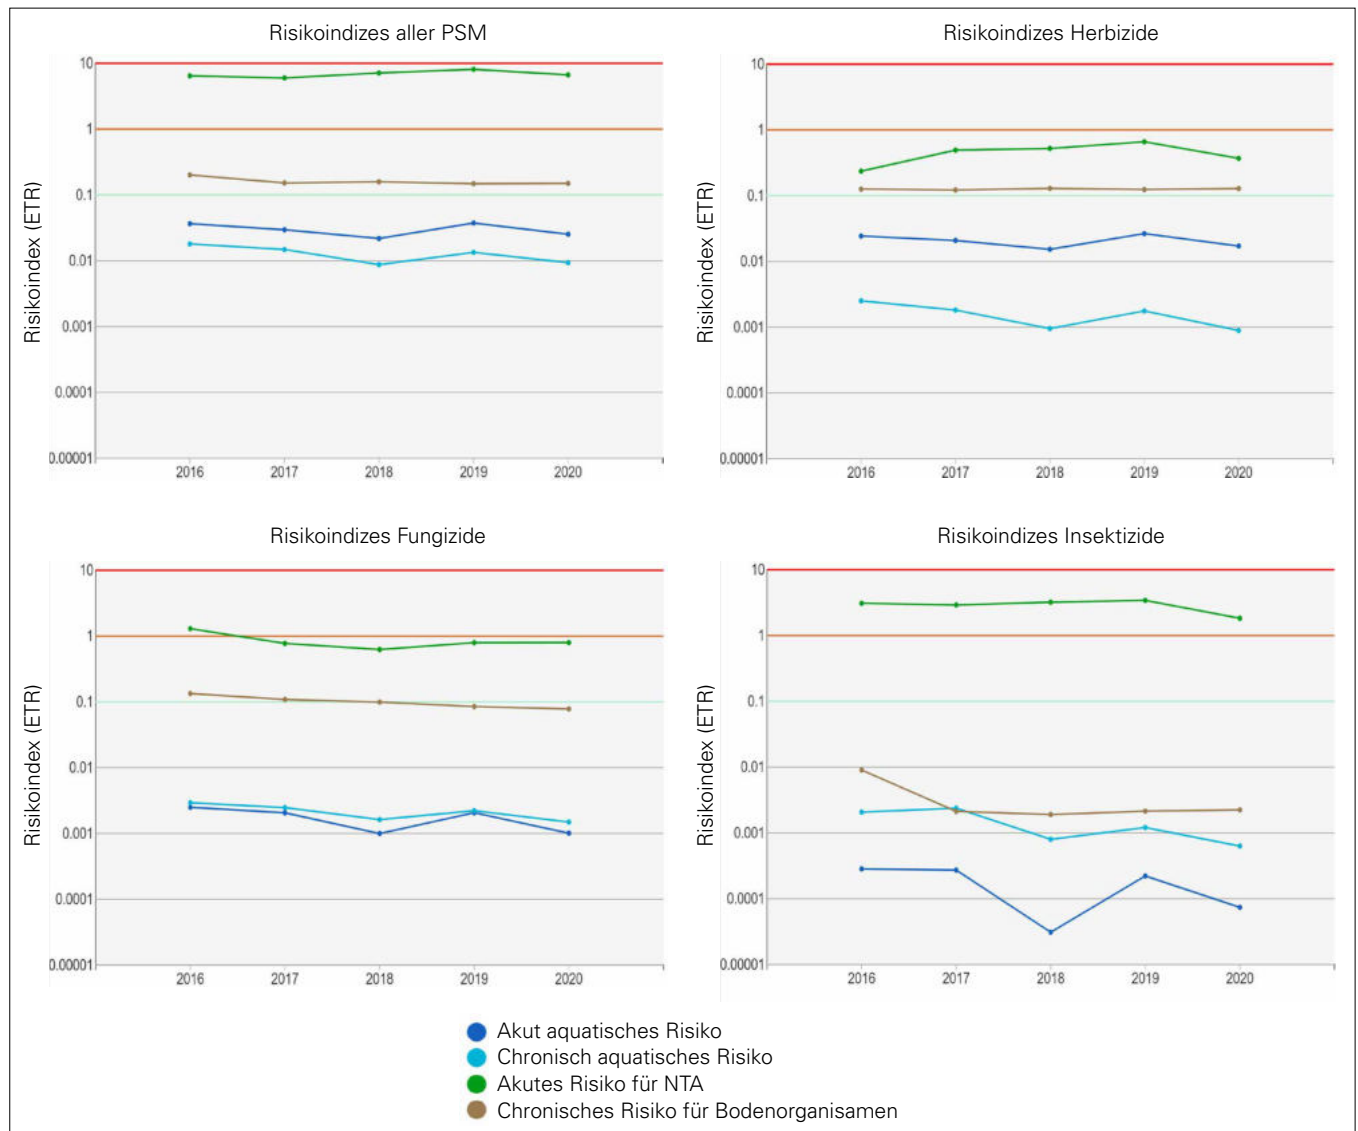 Risikoindizes aller PSM
Risikoindex (ETR)
10
1
0.1
0.01
0.001
0.0001
0.00001
2016 2017 2018 2019 2020
Risikoindizes Herbizide
Risikoindex (ETR)
10
1
0.1
0.01
0.001
0.0001
0.00001
2016 2017 2018 2019 2020
Risikoindizes Fungizide
Risikoindex (ETR)
10
1
0.1
0.01
0.001
0.0001
0.00001
2016 2017 2018 2019 2020
Risikoindizes Insektizide
Risikoindex (ETR)
10
1
0.1
0.01
0.001
0.0001
0.00001
2016 2017 2018 2019 2020
Akut aquatisches Risiko
Chronisch aquatisches Risiko
Akutes Risiko für NTA
Chronisches Risiko für Bodenorganisamen